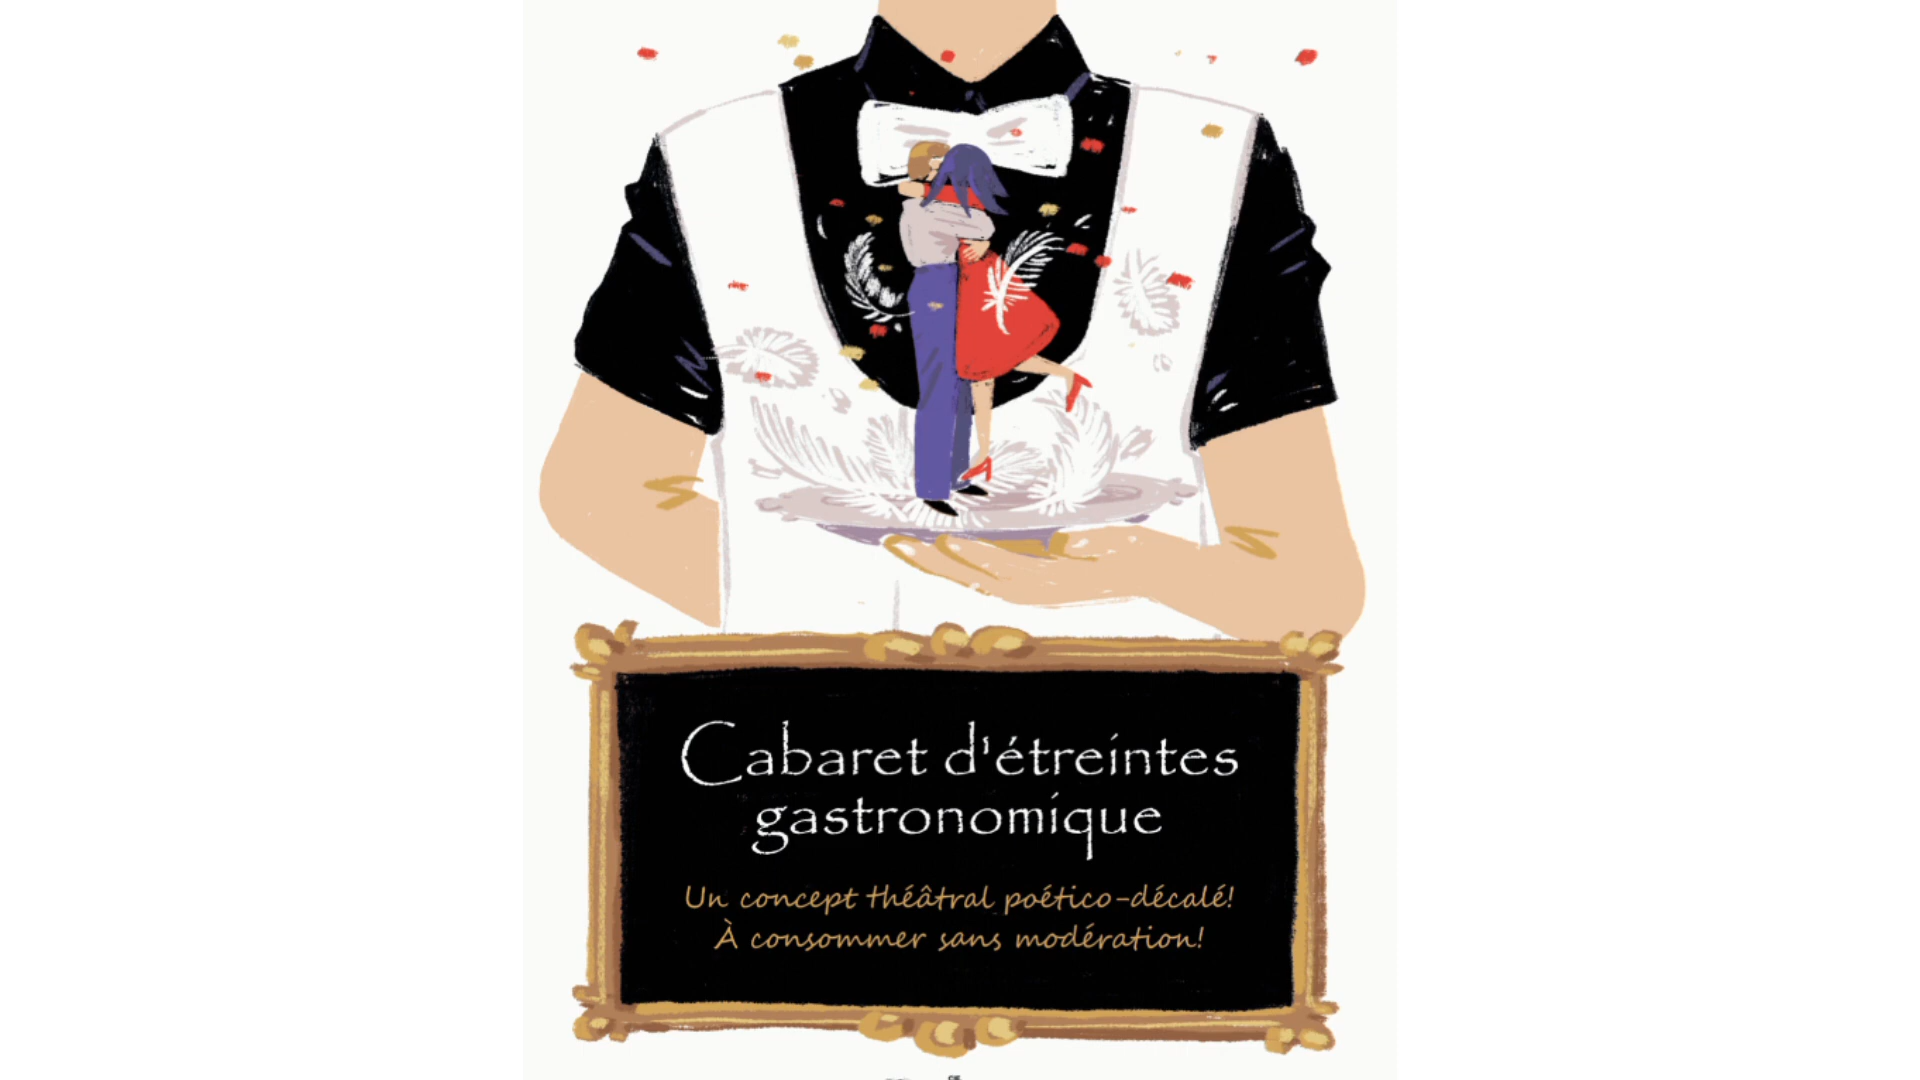 Cabaret d'étreintes
gastronomique
Un concept théâtral poético-décalé!
À consommer sans modération!